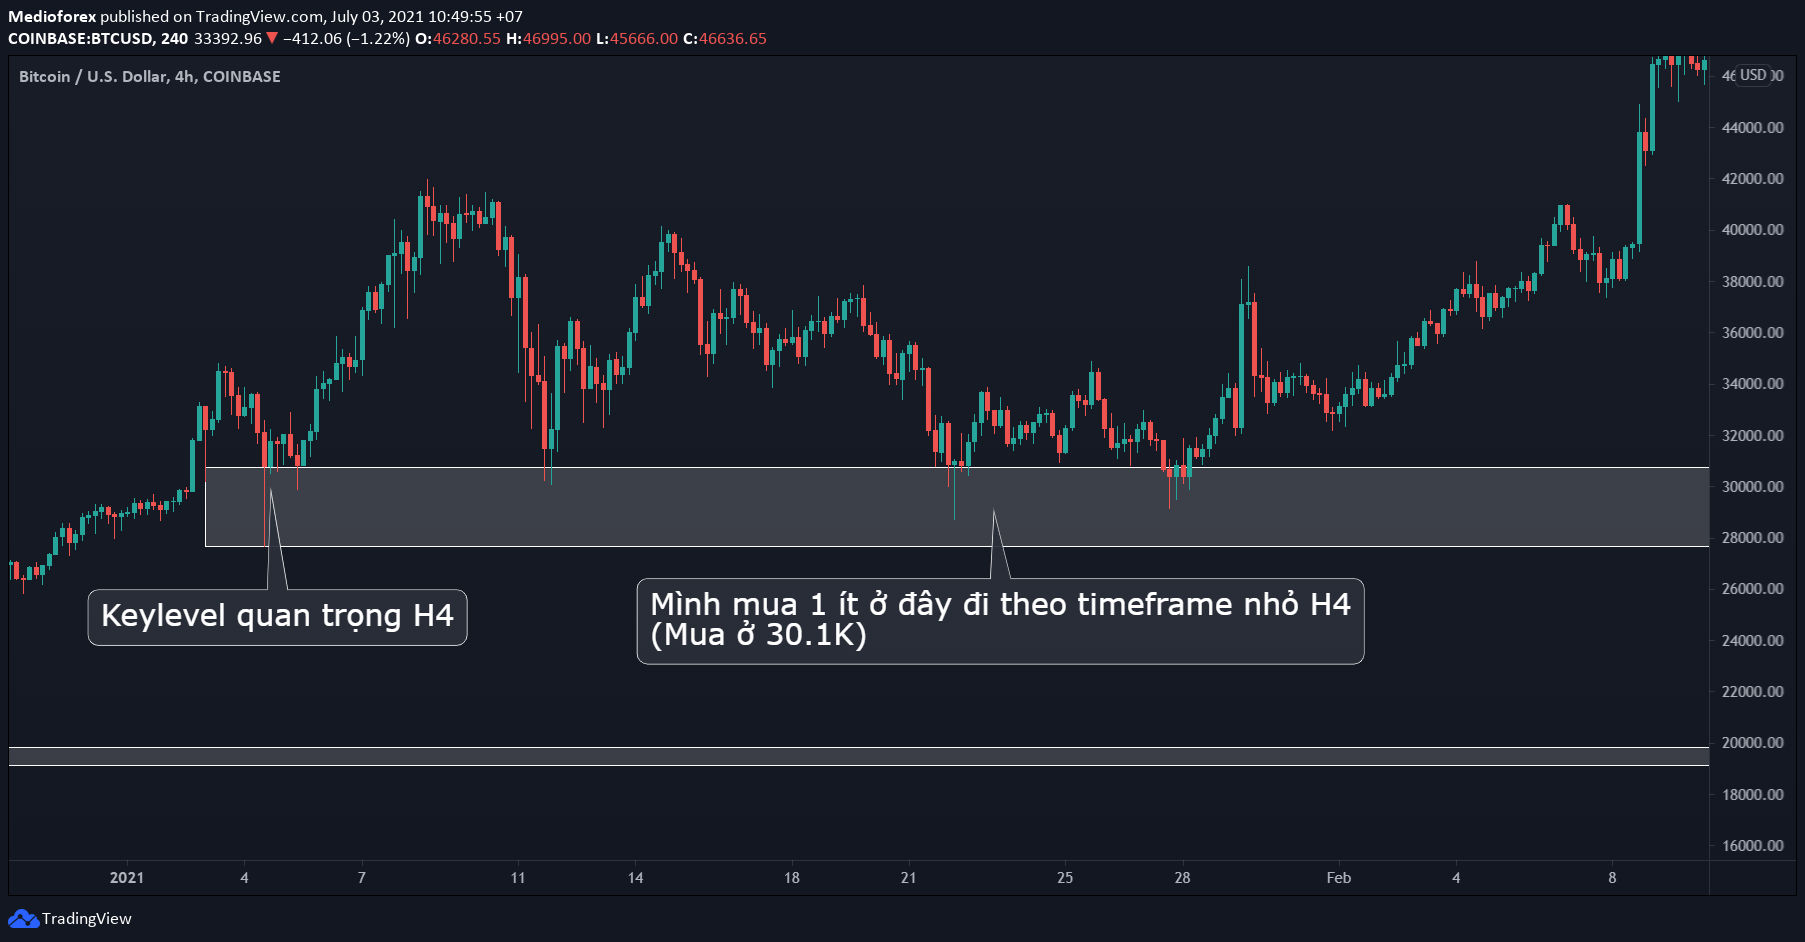 Medioforex published on TradingView.com, July 03, 2021 10:49:55 +07
COINBASE:BTCUSD, 240 33392.96 ▼ −412.06 (−1.22%) O:46280.55 H:46995.00 L:45666.00 C:46636.65
Bitcoin / U.S. Dollar, 4h, COINBASE
USD
44000.00
42000.00
40000.00
38000.00
36000.00
34000.00
32000.00
30000.00
28000.00
26000.00
24000.00
22000.00
20000.00
18000.00
16000.00
Keylevel quan trọng H4
Mình mua 1 ít ở đây đi theo timeframe nhỏ H4
(Mua ở 30.1K)
2021 4 7 11 14 18 21 25 28 Feb 4 8
TradingView